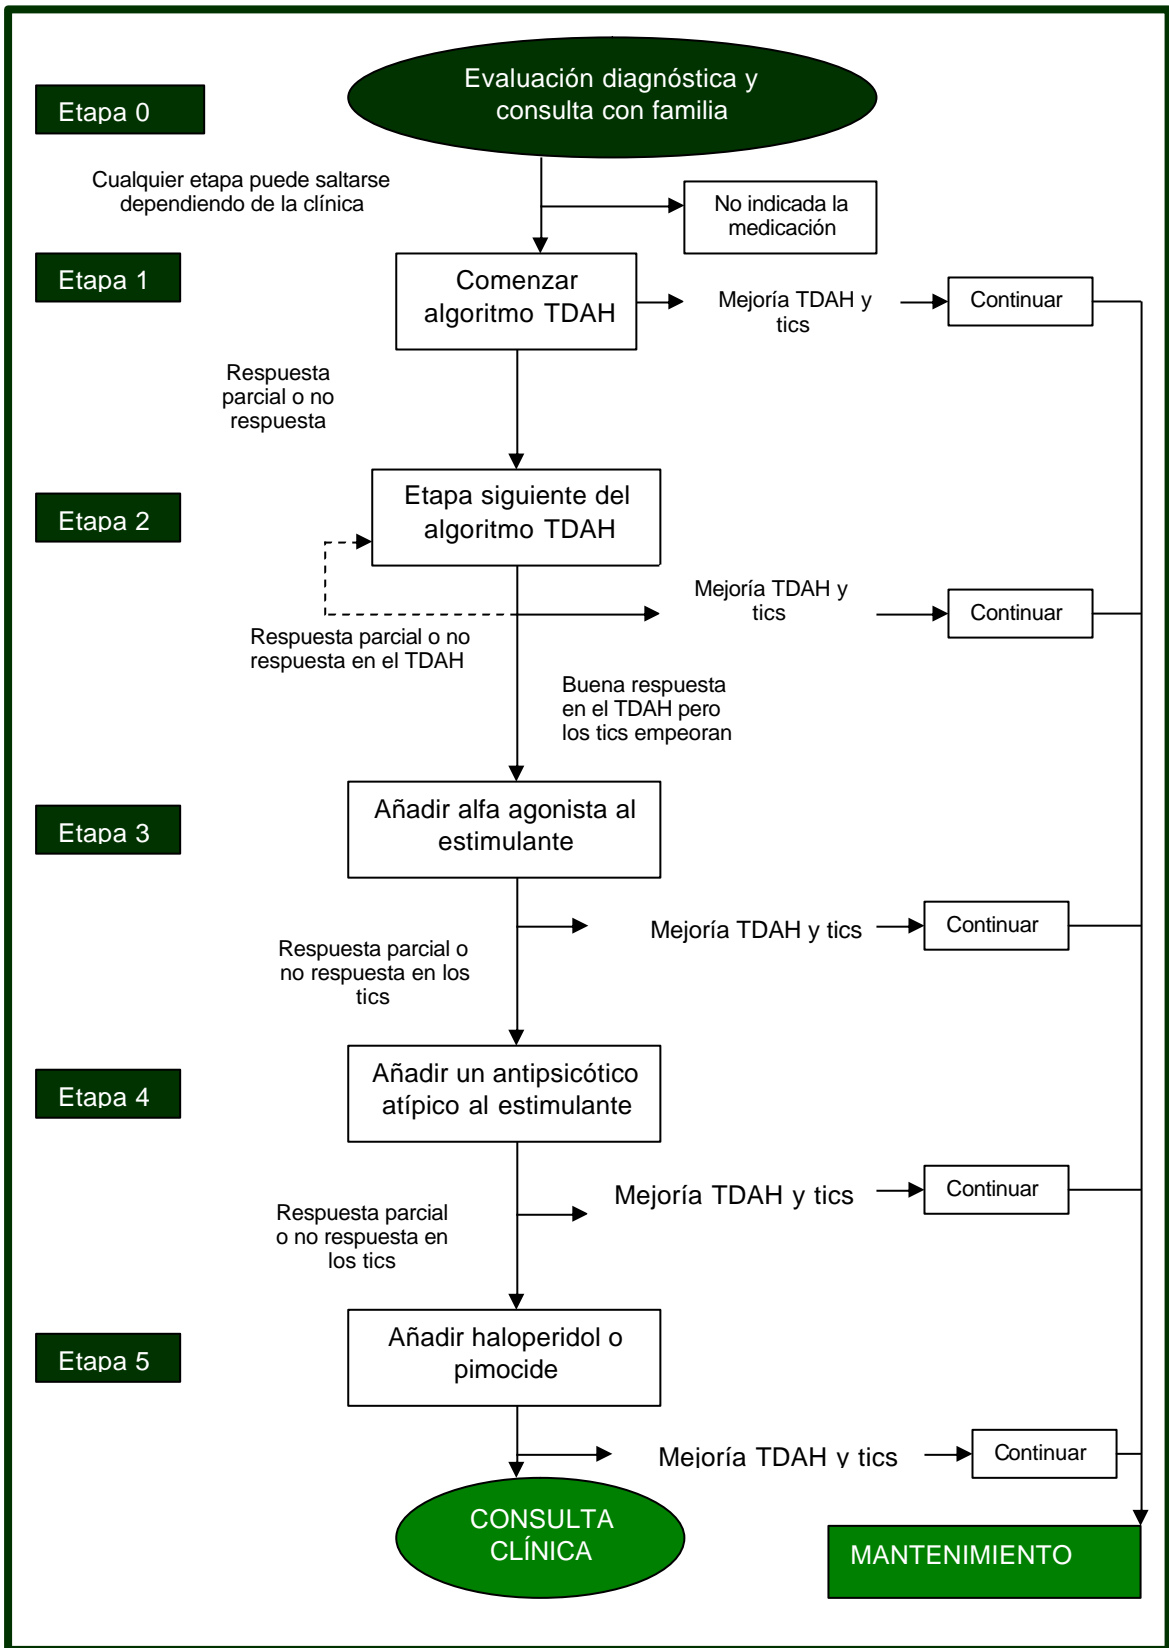 Evaluación diagnóstica y
consulta con familia
Etapa 0
Cualquier etapa puede saltarse
dependiendo de la clínica
No indicada la
medicación
Etapa 1
Comenzar
algoritmo TDAH
Mejoría TDAH y
tics
Continuar
Respuesta
parcial o no
respuesta
Etapa 2
Etapa siguiente del
algoritmo TDAH
Mejoría TDAH y
tics
Continuar
Respuesta parcial o no
respuesta en el TDAH
Buena respuesta
en el TDAH pero
los tics empeoran
Etapa 3
Añadir alfa agonista al
estimulante
Mejoría TDAH y tics
Continuar
Respuesta parcial o
no respuesta en los
tics
Etapa 4
Añadir un antipsicótico
atípico al estimulante
Mejoría TDAH y tics
Continuar
Respuesta parcial
o no respuesta en
los tics
Etapa 5
Añadir haloperidol o
pimocide
Mejoría TDAH y tics
Continuar
CONSULTA
CLÍNICA
MANTENIMIENTO